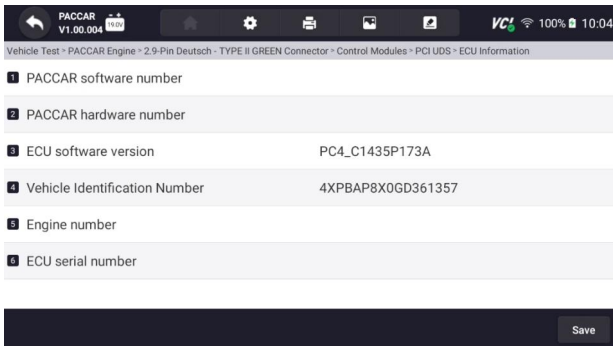 PACCAR
V1.00.004
19.0V
VC!
100%
10:04
Vehicle Test > PACCAR Engine > 2.9-Pin Deutsch - TYPE II GREEN Connector > Control Modules > PCI UDS > ECU Information
1 PACCAR software number
2 PACCAR hardware number
3 ECU software version PC4_C1435P173A
4 Vehicle Identification Number 4XPBAP8X0GD361357
5 Engine number
6 ECU serial number
Save